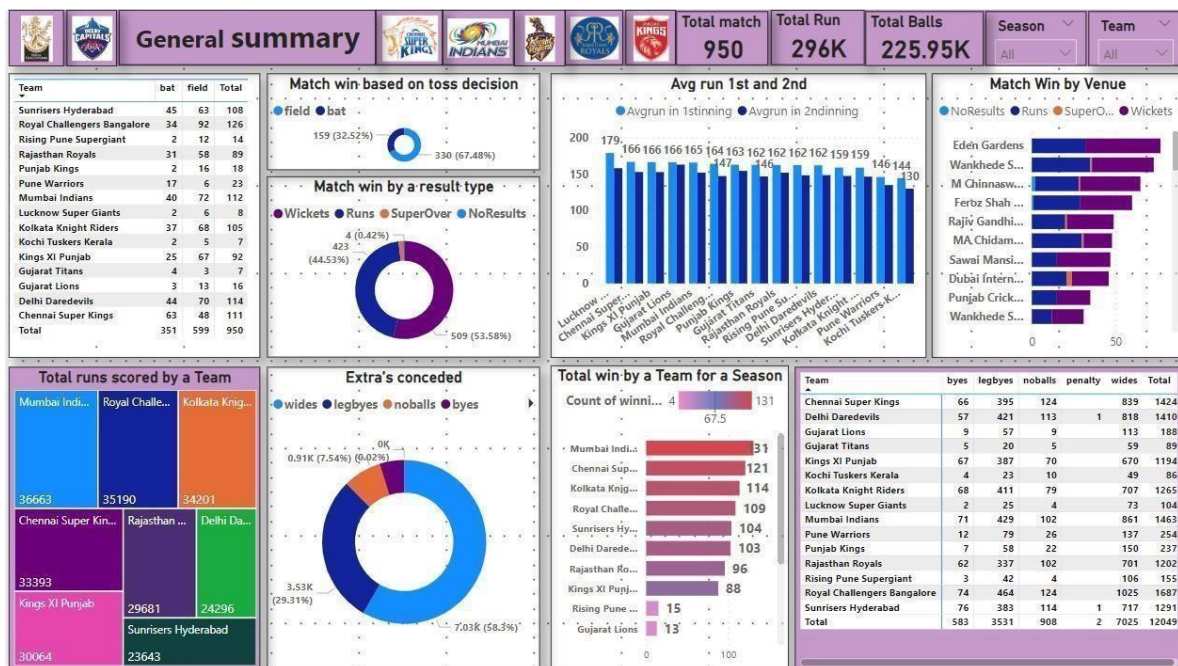 General summary
CHENNAI
SUPER
KINGS
MUMBAI
INDIANS
ROYALS
KINGS
DELHI
CAPITALS
Total match
950
Total Run
296K
Total Balls
225.95K
Season
All
Team
All
Team bat field Total
Sunrisers Hyderabad 45 63 108
Royal Challengers Bangalore 34 92 126
Rising Pune Supergiant 2 12 14
Rajasthan Royals 31 58 89
Punjab Kings 2 16 18
Pune Warriors 17 6 23
Mumbai Indians 40 72 112
Lucknow Super Giants 2 6 8
Kolkata Knight Riders 37 68 105
Kochi Tuskers Kerala 2 5 7
Kings XI Punjab 25 67 92
Gujarat Titans 4 3 7
Gujarat Lions 3 13 16
Delhi Daredevils 44 70 114
Chennai Super Kings 63 48 111
Total 351 599 950
Match win based on toss decision
field bat
159 (32.52%)
330 (67.48%)
Match win by a result type
Wickets Runs SuperOver NoResults
4 (0.42%)
423
(44.53%)
509 (53.58%)
Avg run 1st and 2nd
Avgrun in 1stinning Avgrun in 2ndinning
200
150
100
50
0
179 166 166 166 165 164 163 162 162 162 162 159 159 146 144
147 146 130
Lucknow ...
Chennai Super...
Kings XI Punjab
Gujarat Lions
Mumbai Indians
Royal Challeng...
Punjab Kings
Gujarat Titans
Rajasthan Royals
Rising Pune Su...
Delhi Daredevils
Sunrisers Hyder...
Kolkata Knight ...
Pune Warriors
Kochi Tuskers K...
Match Win by Venue
NoResults Runs SuperO... Wickets
Eden Gardens
Wankhede S...
M Chinnasw...
Feroz Shah ...
Rajiv Gandhi...
MA Chidam...
Sawai Mansi...
Dubai Intern...
Punjab Crick...
Wankhede S...
0 50
Total runs scored by a Team
Mumbai Indi...
36663
Royal Challe...
35190
Kolkata Knig...
34201
Chennai Super Kin...
33393
Rajasthan ...
29681
Delhi Da...
24296
Kings XI Punjab
30064
Sunrisers Hyderabad
23643
Extra's conceded
wides legbyes noballs byes
0K
(0.02%)
0.91K (7.54%)
3.53K
(29.31%)
7.03K (58.3%)
Total win by a Team for a Season
Count of winni... 4 131
67.5
Mumbai Indi... 131
Chennai Sup... 121
Kolkata Knig... 114
Royal Challe... 109
Sunrisers Hy... 104
Delhi Darede... 103
Rajasthan Ro... 96
Kings XI Punj... 88
Rising Pune ... 15
Gujarat Lions 13
0 100
Team byes legbyes noballs penalty wides Total
Chennai Super Kings 66 395 124 839 1424
Delhi Daredevils 57 421 113 1 818 1410
Gujarat Lions 9 57 9 113 188
Gujarat Titans 5 20 5 59 89
Kings XI Punjab 67 387 70 670 1194
Kochi Tuskers Kerala 4 23 10 49 86
Kolkata Knight Riders 68 411 79 707 1265
Lucknow Super Giants 2 25 4 73 104
Mumbai Indians 71 429 102 861 1463
Pune Warriors 12 79 26 137 254
Punjab Kings 7 58 22 150 237
Rajasthan Royals 62 337 102 701 1202
Rising Pune Supergiant 3 42 4 106 155
Royal Challengers Bangalore 74 464 124 1025 1687
Sunrisers Hyderabad 76 383 114 1 717 1291
Total 583 3531 908 2 7025 12049